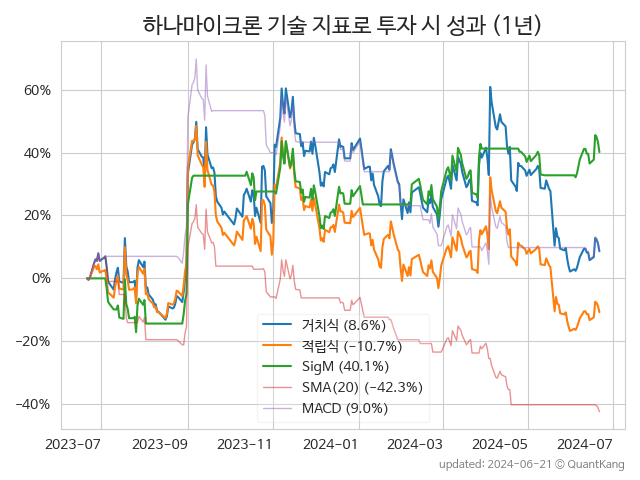 하나마이크론 기술 지표로 투자 시 성과 (1년)
60%
40%
20%
0%
−20%
−40%
거치식 (8.6%)
적립식 (−10.7%)
SigM (40.1%)
SMA(20) (−42.3%)
MACD (9.0%)
2023-07 2023-09 2023-11 2024-01 2024-03 2024-05 2024-07
updated: 2024-06-21 © QuantKang